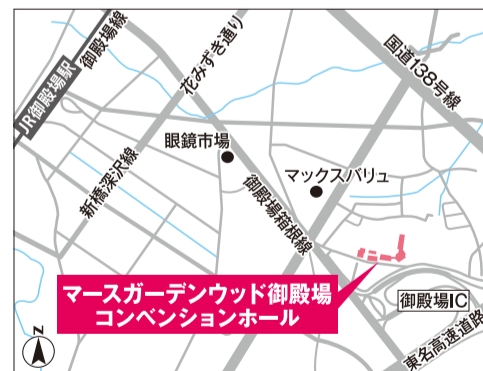 御殿場線
JR御殿場駅
花みずき通り
国道138号線
眼鏡市場
マックスバリュ
新橋深沢線
御殿場箱根線
マースガーデンウッド御殿場
コンベンションホール
御殿場IC
東名高速道路
N